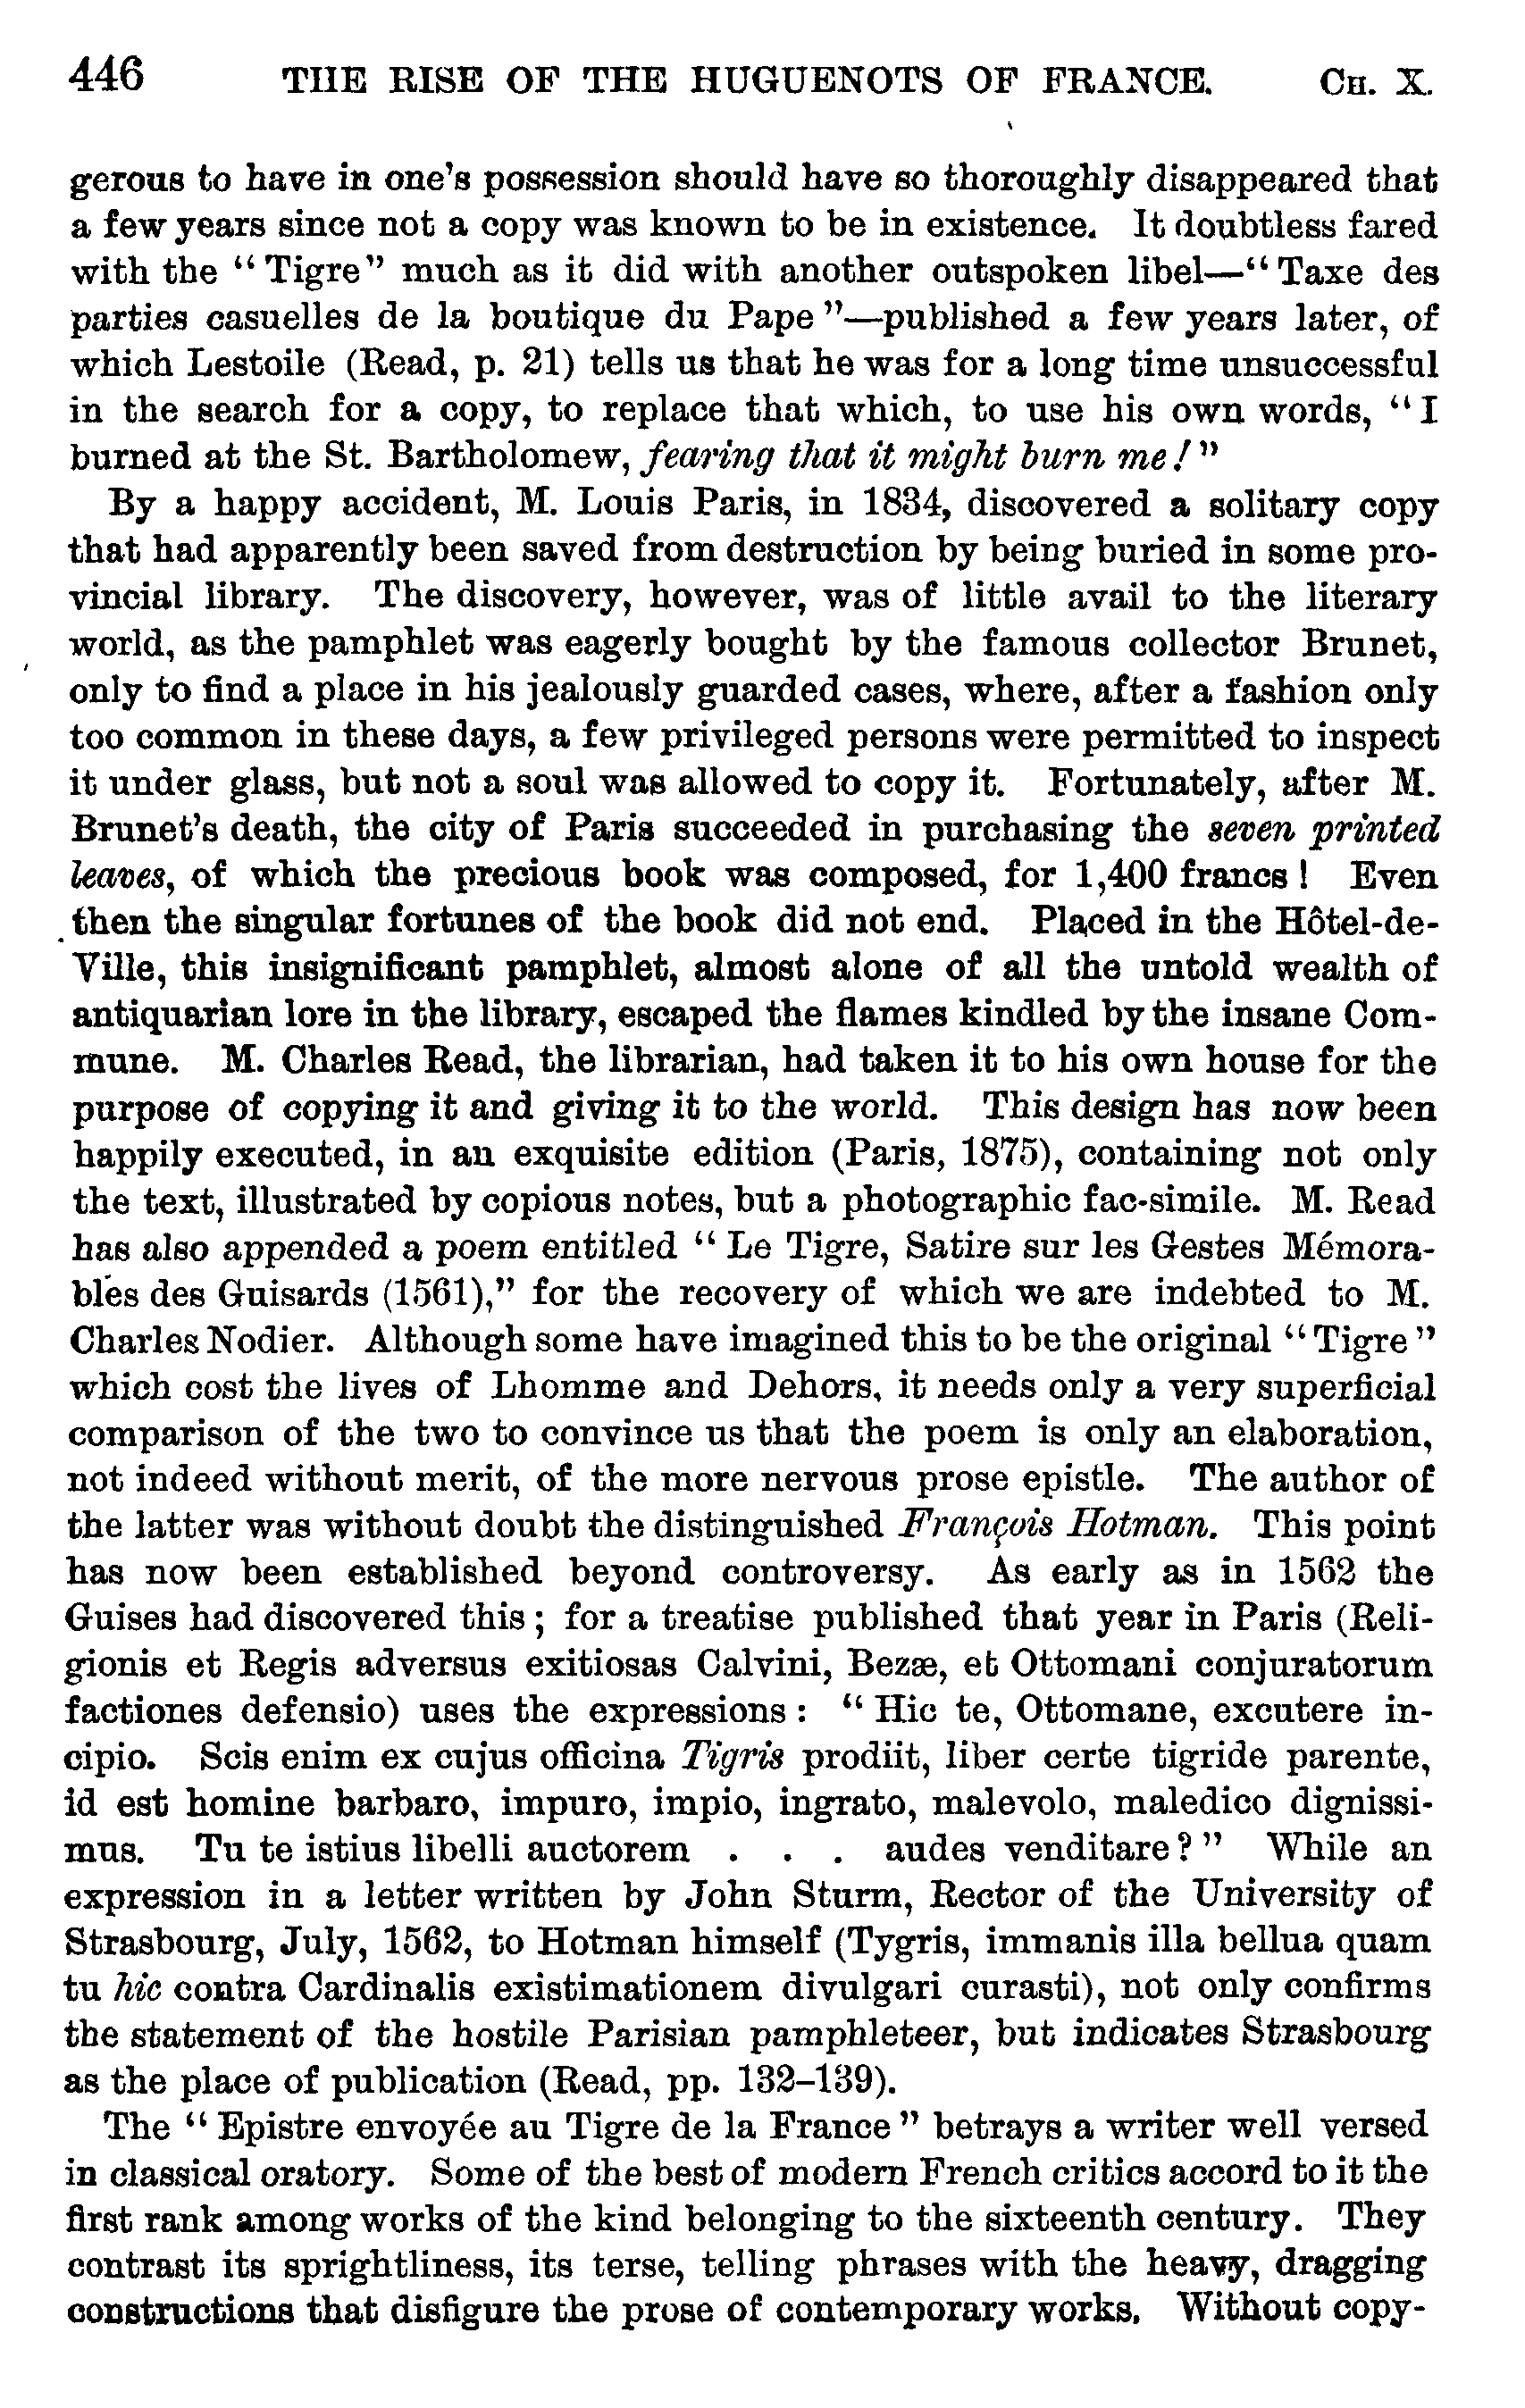 446 THE RISE OF THE HUGUENOTS OF FRANCE. CH. X.
gerous to have in one's possession should have so thoroughly disappeared that
a few years since not a copy was known to be in existence. It doubtless fared
with the "Tigre" much as it did with another outspoken libel—"Taxe des
parties casuelles de la boutique du Pape"—published a few years later, of
which Lestoile (Read, p. 21) tells us that he was for a long time unsuccessful
in the search for a copy, to replace that which, to use his own words, "I
burned at the St. Bartholomew, fearing that it might burn me!"
By a happy accident, M. Louis Paris, in 1834, discovered a solitary copy
that had apparently been saved from destruction by being buried in some pro-
vincial library. The discovery, however, was of little avail to the literary
world, as the pamphlet was eagerly bought by the famous collector Brunet,
only to find a place in his jealously guarded cases, where, after a fashion only
too common in these days, a few privileged persons were permitted to inspect
it under glass, but not a soul was allowed to copy it. Fortunately, after M.
Brunet's death, the city of Paris succeeded in purchasing the seven printed
leaves, of which the precious book was composed, for 1,400 francs! Even
then the singular fortunes of the book did not end. Placed in the Hôtel-de-
Ville, this insignificant pamphlet, almost alone of all the untold wealth of
antiquarian lore in the library, escaped the flames kindled by the insane Com-
mune. M. Charles Read, the librarian, had taken it to his own house for the
purpose of copying it and giving it to the world. This design has now been
happily executed, in an exquisite edition (Paris, 1875), containing not only
the text, illustrated by copious notes, but a photographic fac-simile. M. Read
has also appended a poem entitled "Le Tigre, Satire sur les Gestes Mémora-
bles des Guisards (1561)," for the recovery of which we are indebted to M.
Charles Nodier. Although some have imagined this to be the original "Tigre"
which cost the lives of Lhomme and Dehors, it needs only a very superficial
comparison of the two to convince us that the poem is only an elaboration,
not indeed without merit, of the more nervous prose epistle. The author of
the latter was without doubt the distinguished François Hotman. This point
has now been established beyond controversy. As early as in 1562 the
Guises had discovered this; for a treatise published that year in Paris (Reli-
gionis et Regis adversus exitiosas Calvini, Bezæ, et Ottomani conjuratorum
factiones defensio) uses the expressions: "Hic te, Ottomane, excutere in-
cipio. Scis enim ex cujus officina Tigris prodiit, liber certe tigride parente,
id est homine barbaro, impuro, impio, ingrato, malevolo, maledico dignissi-
mus. Tu te istius libelli auctorem . . . audes venditare?" While an
expression in a letter written by John Sturm, Rector of the University of
Strasbourg, July, 1562, to Hotman himself (Tygris, immanis illa bellua quam
tu hic contra Cardinalis existimationem divulgari curasti), not only confirms
the statement of the hostile Parisian pamphleteer, but indicates Strasbourg
as the place of publication (Read, pp. 132-139).
The "Epistre envoyée au Tigre de la France" betrays a writer well versed
in classical oratory. Some of the best of modern French critics accord to it the
first rank among works of the kind belonging to the sixteenth century. They
contrast its sprightliness, its terse, telling phrases with the heavy, dragging
constructions that disfigure the prose of contemporary works. Without copy-